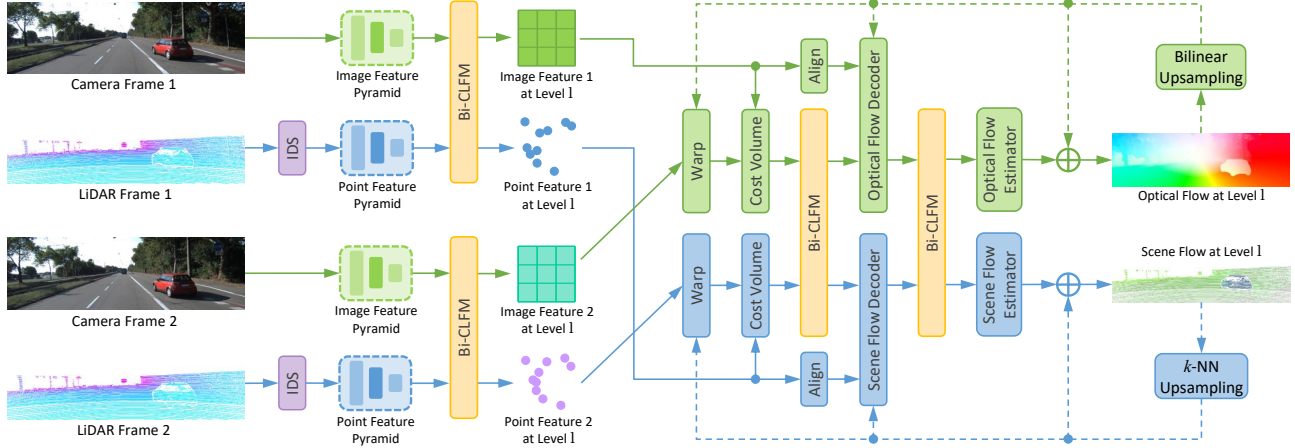 Camera Frame 1
Image Feature
Pyramid
Bi-CLFM
Image Feature 1
at Level l
LiDAR Frame 1
IDS
Point Feature
Pyramid
Point Feature 1
at Level l
Camera Frame 2
Image Feature
Pyramid
Bi-CLFM
Image Feature 2
at Level l
LiDAR Frame 2
IDS
Point Feature
Pyramid
Point Feature 2
at Level l
Warp
Cost Volume
Align
Bi-CLFM
Optical Flow Decoder
Bi-CLFM
Optical Flow
Estimator
Bilinear
Upsampling
Optical Flow at Level l
Warp
Cost Volume
Align
Scene Flow Decoder
Scene Flow
Estimator
Scene Flow at Level l
k-NN
Upsampling